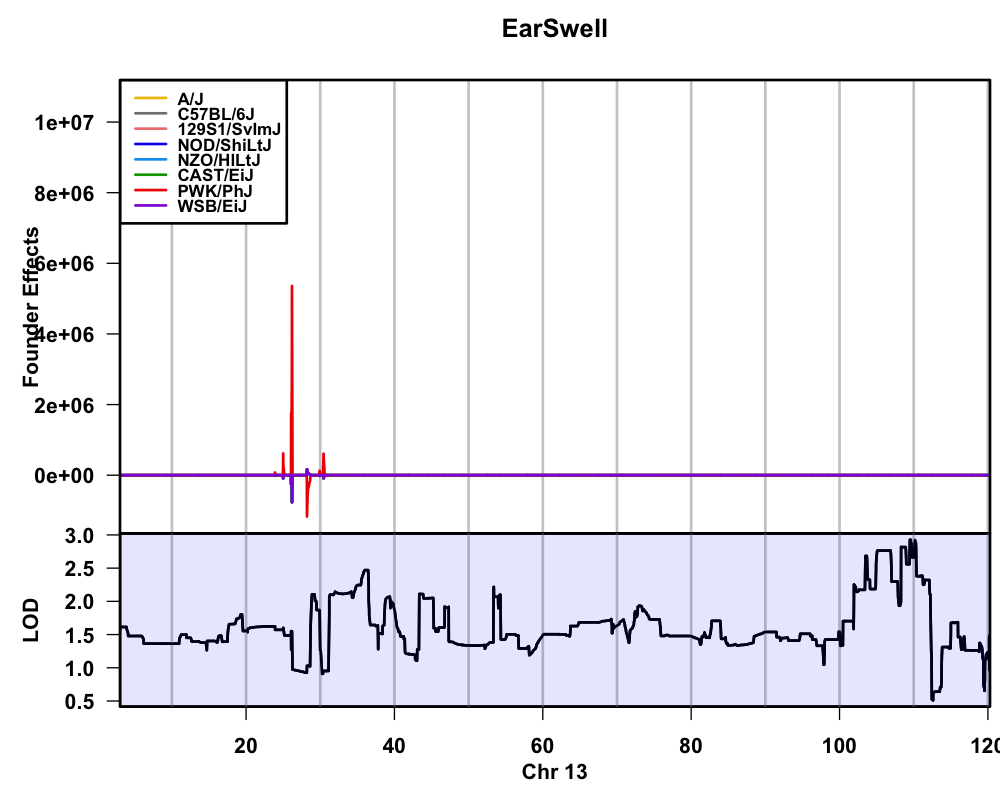 EarSwell
A/J
C57BL/6J
129S1/SvImJ
NOD/ShiLtJ
NZO/HlLtJ
CAST/EiJ
PWK/PhJ
WSB/EiJ
Founder Effects
1e+07
8e+06
6e+06
4e+06
2e+06
0e+00
LOD
3.0
2.5
2.0
1.5
1.0
0.5
20 40 60 80 100 120
Chr 13